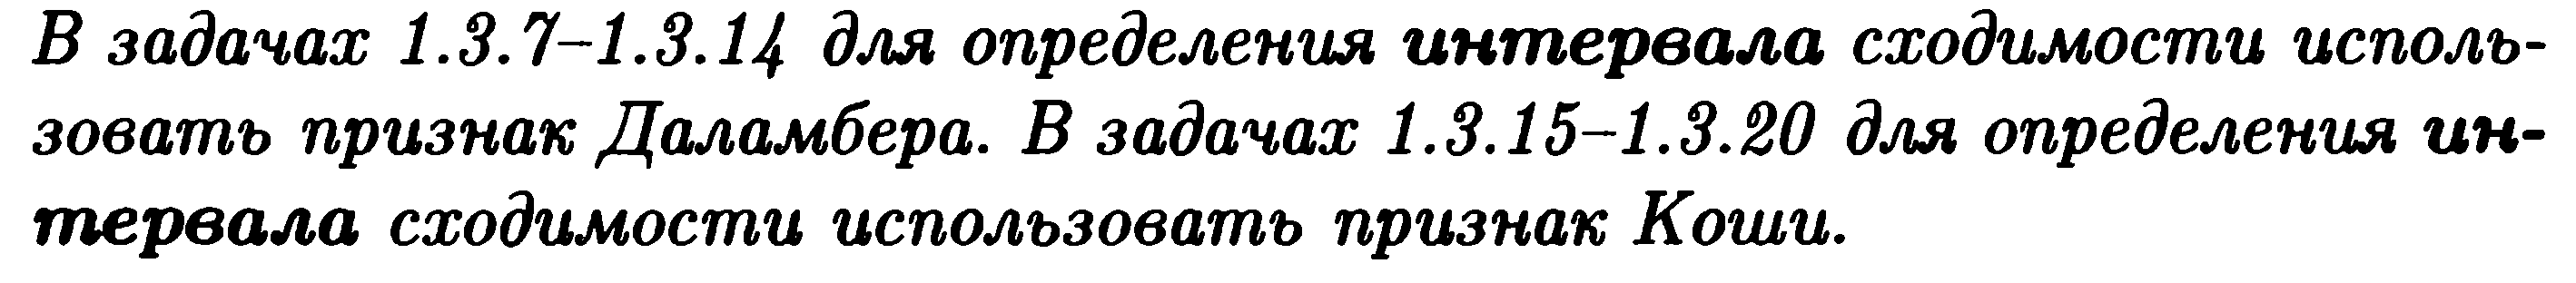 В задачах 1.3.7–1.3.14 для определения интервала сходимости исполь-
зовать признак Даламбера. В задачах 1.3.15–1.3.20 для определения ин-
тервала сходимости использовать признак Коши.